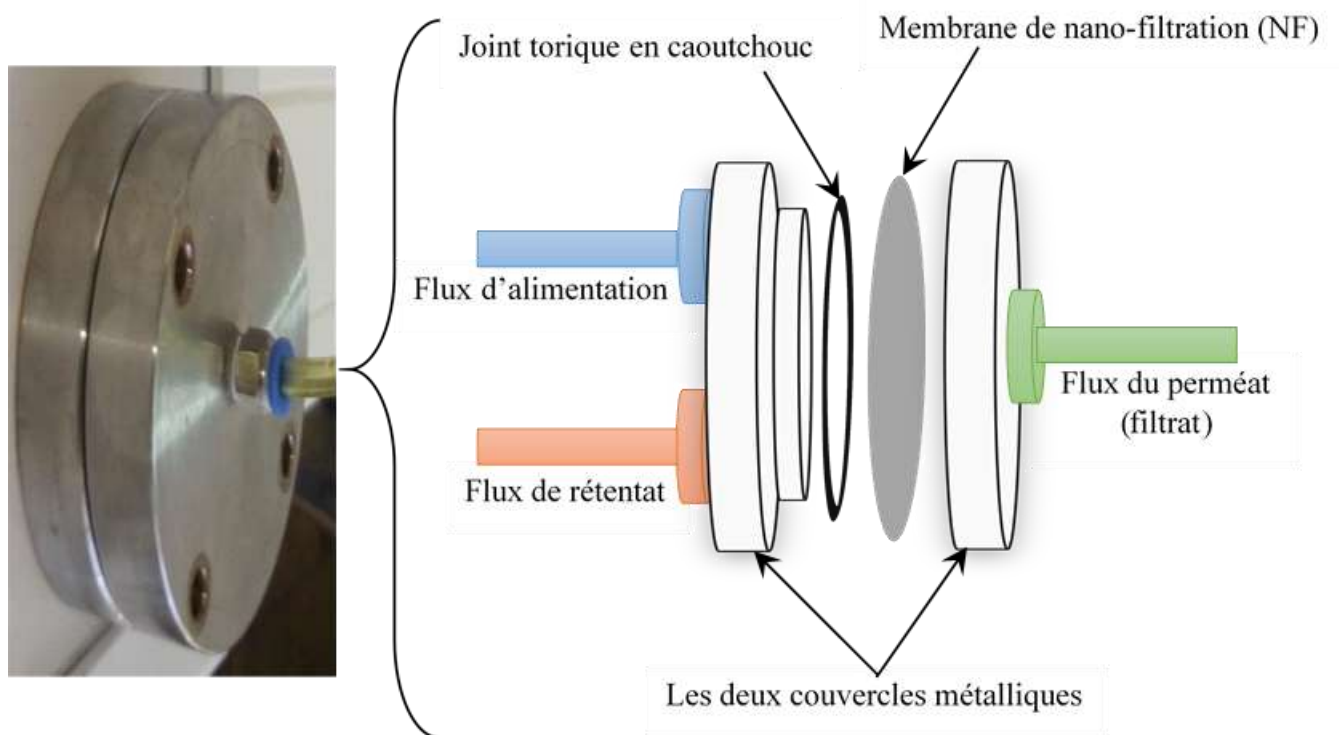 Joint torique en caoutchouc
Membrane de nano-filtration (NF)
Flux d’alimentation
Flux de rétentat
Flux du perméat
(filtrat)
Les deux couvercles métalliques